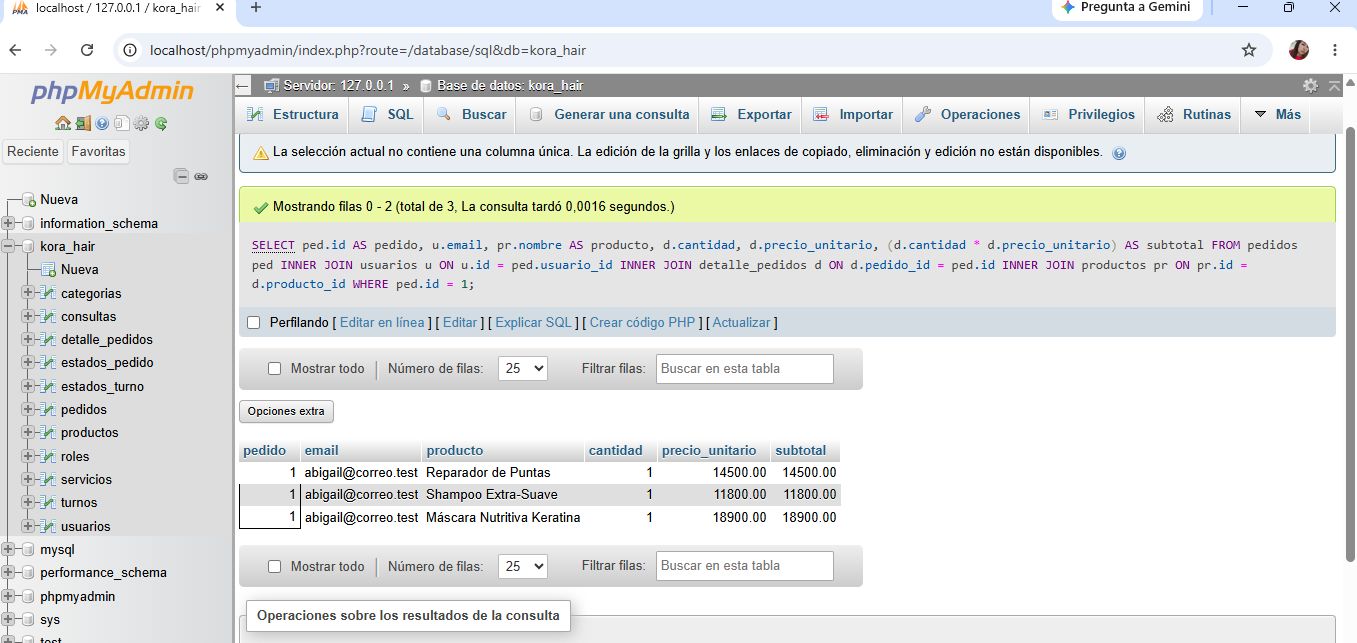 localhost / 127.0.0.1 / kora_hair
Pregunta a Gemini
localhost/phpmyadmin/index.php?route=/database/sql&db=kora_hair
phpMyAdmin
Reciente Favoritas
Nueva
information_schema
kora_hair
Nueva
categorias
consultas
detalle_pedidos
estados_pedido
estados_turno
pedidos
productos
roles
servicios
turnos
usuarios
mysql
performance_schema
phpmyadmin
sys
test
Servidor: 127.0.0.1 » Base de datos: kora_hair
Estructura SQL Buscar Generar una consulta Exportar Importar Operaciones Privilegios Rutinas Más
La selección actual no contiene una columna única. La edición de la grilla y los enlaces de copiado, eliminación y edición no están disponibles.
Mostrando filas 0 - 2 (total de 3, La consulta tardó 0,0016 segundos.)
SELECT ped.id AS pedido, u.email, pr.nombre AS producto, d.cantidad, d.precio_unitario, (d.cantidad * d.precio_unitario) AS subtotal FROM pedidos
ped INNER JOIN usuarios u ON u.id = ped.usuario_id INNER JOIN detalle_pedidos d ON d.pedido_id = ped.id INNER JOIN productos pr ON pr.id =
d.producto_id WHERE ped.id = 1;
Perfilando [ Editar en línea ] [ Editar ] [ Explicar SQL ] [ Crear código PHP ] [ Actualizar ]
Mostrar todo | Número de filas: 25 Filtrar filas: Buscar en esta tabla
Opciones extra
pedido email producto cantidad precio_unitario subtotal
1 abigail@correo.test Reparador de Puntas 1 14500.00 14500.00
1 abigail@correo.test Shampoo Extra-Suave 1 11800.00 11800.00
1 abigail@correo.test Máscara Nutritiva Keratina 1 18900.00 18900.00
Mostrar todo | Número de filas: 25 Filtrar filas: Buscar en esta tabla
Operaciones sobre los resultados de la consulta